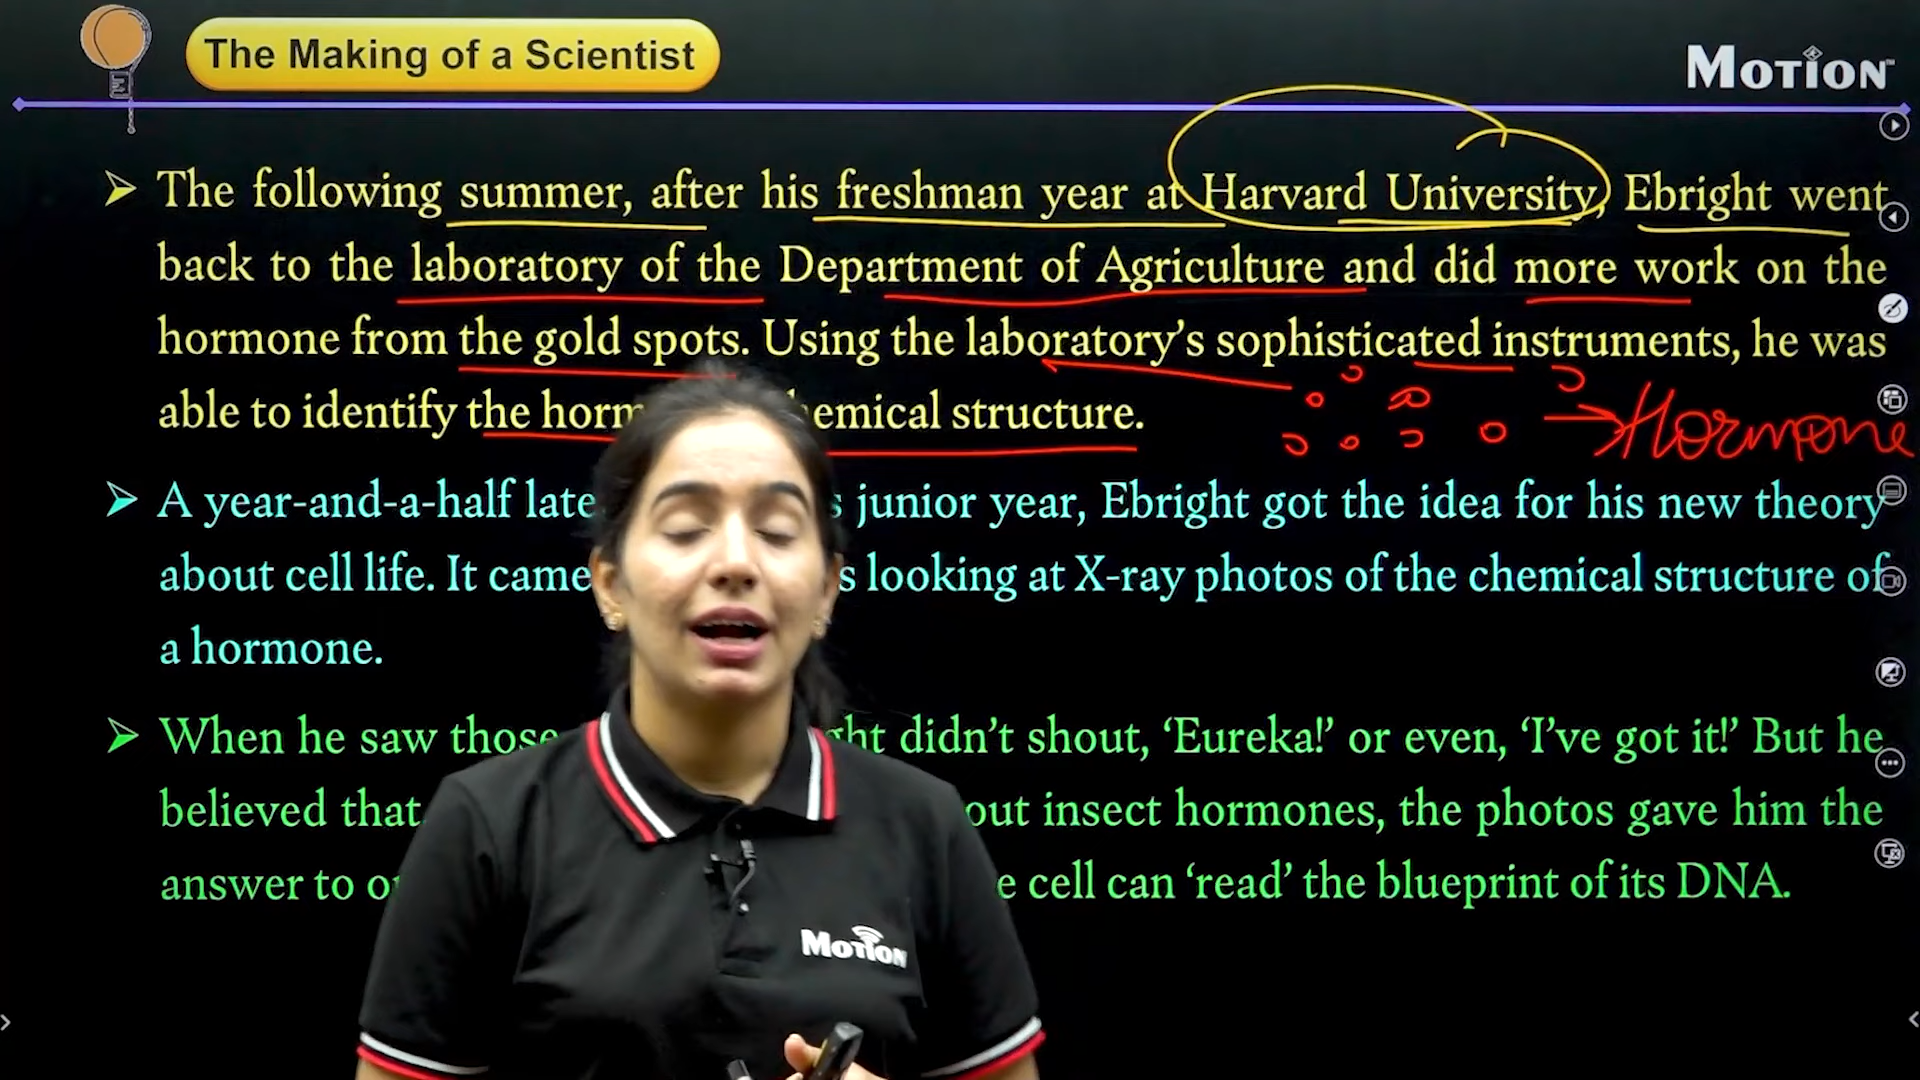 The Making of a Scientist
MOTION
The following summer, after his freshman year at Harvard University, Ebright went
back to the laboratory of the Department of Agriculture and did more work on the
hormone from the gold spots. Using the laboratory's sophisticated instruments, he was
able to identify the horm emical structure.
Hormone
A year-and-a-half late junior year, Ebright got the idea for his new theory
about cell life. It came looking at X-ray photos of the chemical structure of
a hormone.
When he saw those ght didn't shout, 'Eureka!' or even, 'I've got it!' But he
believed that out insect hormones, the photos gave him the
answer to e cell can 'read' the blueprint of its DNA.
MOTION